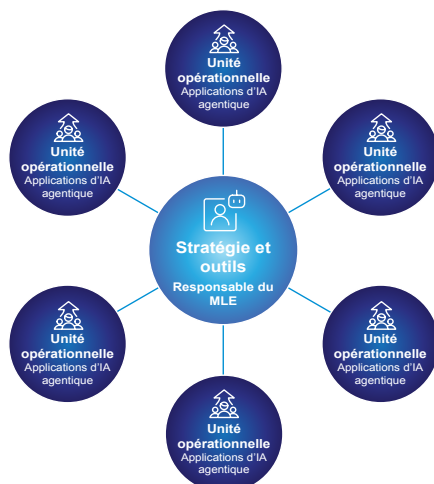 Unité
opérationnelle
Applications d'IA
agentique
Unité
opérationnelle
Applications d'IA
agentique
Unité
opérationnelle
Applications d'IA
agentique
Stratégie et
outils
Responsable du
MLE
Unité
opérationnelle
Applications d'IA
agentique
Unité
opérationnelle
Applications d'IA
agentique
Unité
opérationnelle
Applications d'IA
agentique